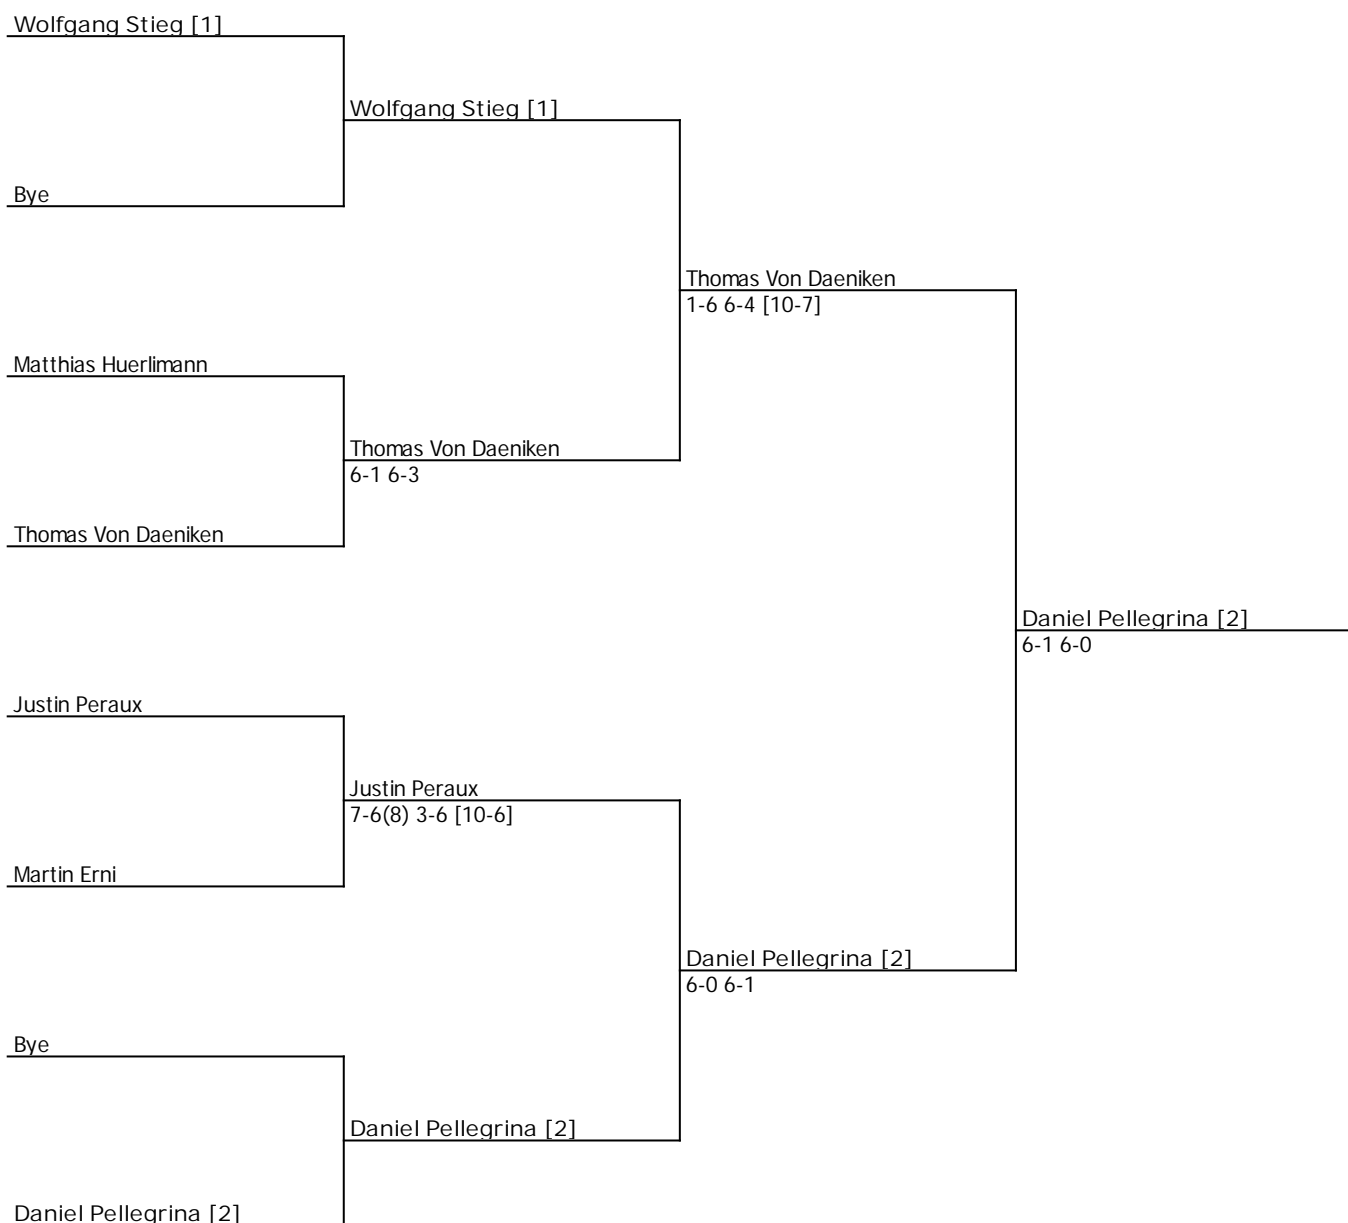 Wolfgang Stieg [1]
Wolfgang Stieg [1]
Bye
Thomas Von Daeniken
1-6 6-4 [10-7]
Matthias Huerlimann
Thomas Von Daeniken
6-1 6-3
Thomas Von Daeniken
Daniel Pellegrina [2]
6-1 6-0
Justin Peraux
Justin Peraux
7-6(8) 3-6 [10-6]
Martin Erni
Daniel Pellegrina [2]
6-0 6-1
Bye
Daniel Pellegrina [2]
Daniel Pellegrina [2]